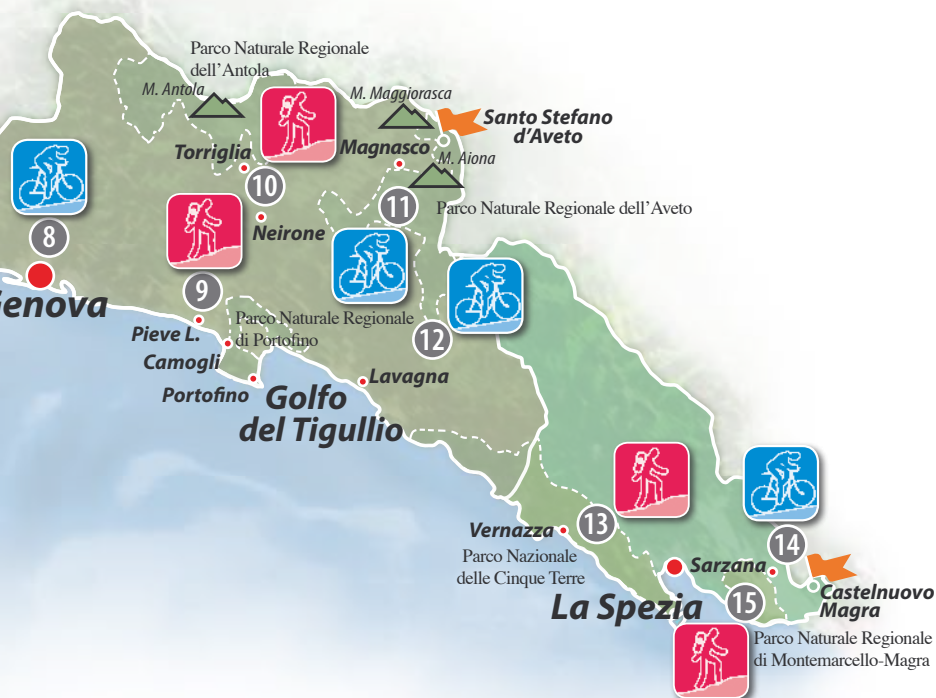 Parco Naturale Regionale
dell'Antola
M. Antola
M. Maggiorasca
Santo Stefano
d'Aveto
Torriglia
Magnasco
M. Aiona
10
11
Parco Naturale Regionale dell'Aveto
8
Neirone
Genova
9
Parco Naturale Regionale
di Portofino
Pieve L.
12
Camogli
Portofino
Lavagna
Golfo
del Tigullio
Vernazza
13
14
Parco Nazionale
delle Cinque Terre
Sarzana
Castelnuovo
Magra
La Spezia
15
Parco Naturale Regionale
di Montemarcello-Magra